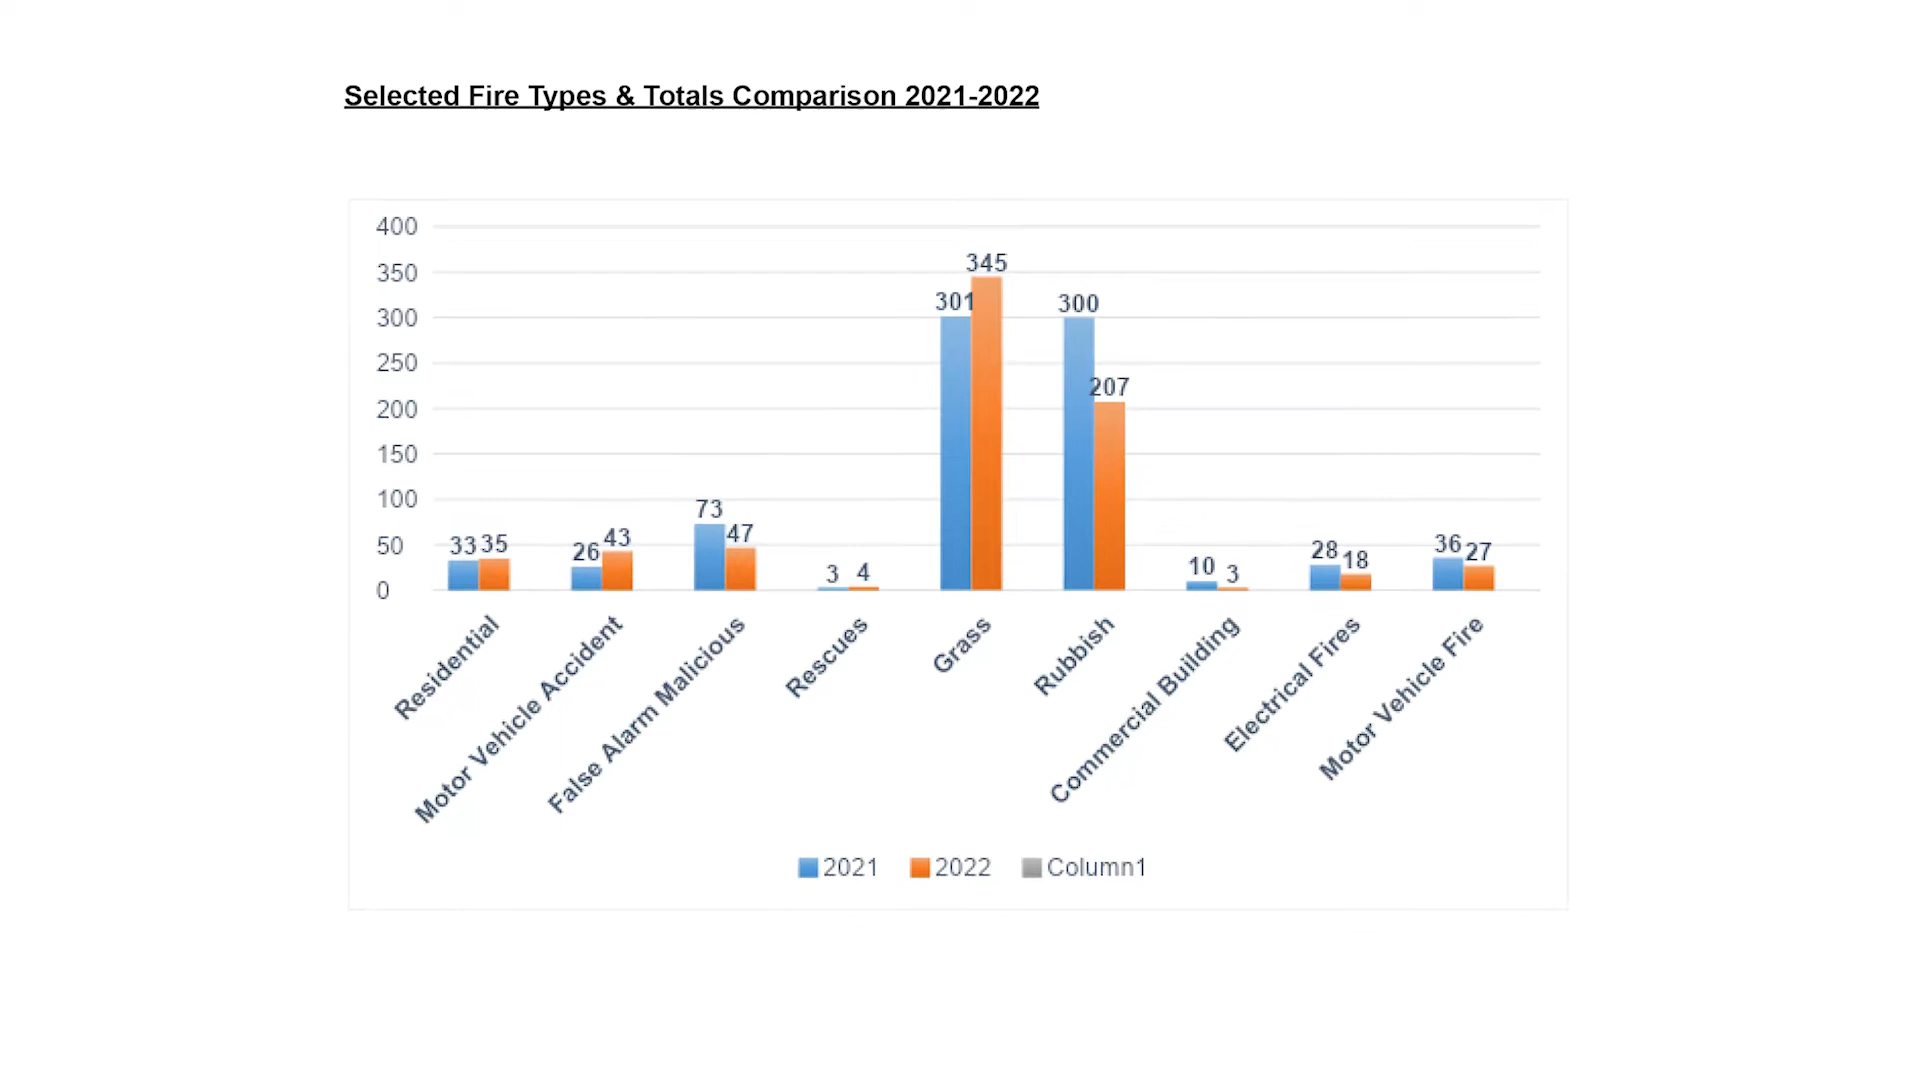 Selected Fire Types & Totals Comparison 2021-2022
400
350
300
250
200
150
100
50
0
33 35
26 43
73 47
3 4
301 345
300 207
10 3
28 18
36 27
Residential
Motor Vehicle Accident
False Alarm Malicious
Rescues
Grass
Rubbish
Commercial Building
Electrical Fires
Motor Vehicle Fire
2021 2022 Column1